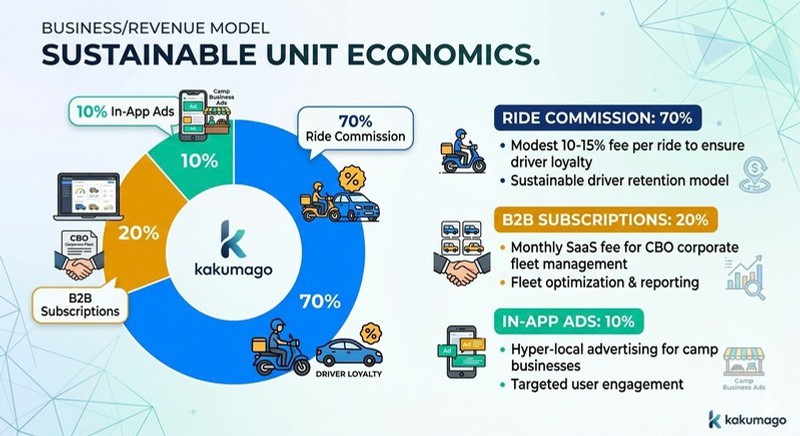 BUSINESS/REVENUE MODEL
SUSTAINABLE UNIT ECONOMICS.
10% In-App Ads
Camp
Business
Ads
Ad
70%
Ride Commission
10%
20%
70%
CBO
B2B
Subscriptions
kakumago
%
%
DRIVER LOYALTY
RIDE COMMISSION: 70%
• Modest 10-15% fee per ride to ensure
driver loyalty
• Sustainable driver retention model
$
B2B SUBSCRIPTIONS: 20%
• Monthly SaaS fee for CBO corporate
fleet management
• Fleet optimization & reporting
IN-APP ADS: 10%
Ad
Ad
• Hyper-local advertising for camp
businesses
• Targeted user engagement
Camp
Business Ads
kakumago